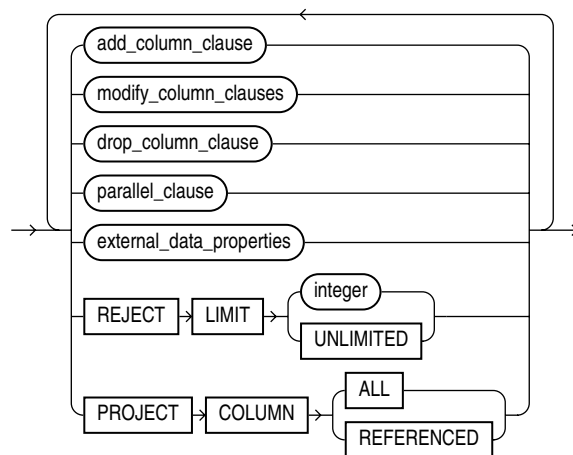 add_column_clause
modify_column_clauses
drop_column_clause
parallel_clause
external_data_properties
REJECT LIMIT integer
UNLIMITED
PROJECT COLUMN ALL
REFERENCED